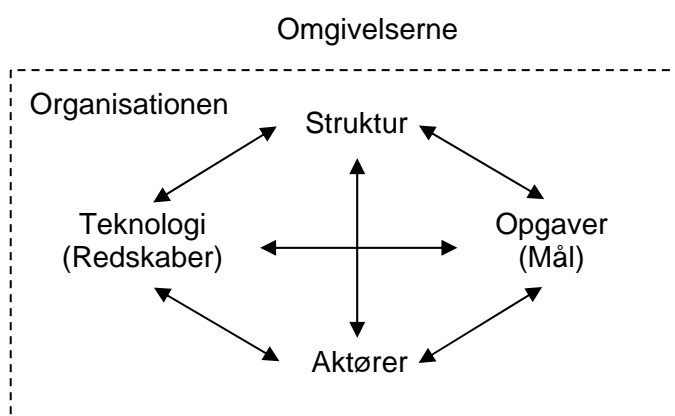 Omgivelserne
Organisationen
Struktur
Teknologi
(Redskaber)
Opgaver
(Mål)
Aktører